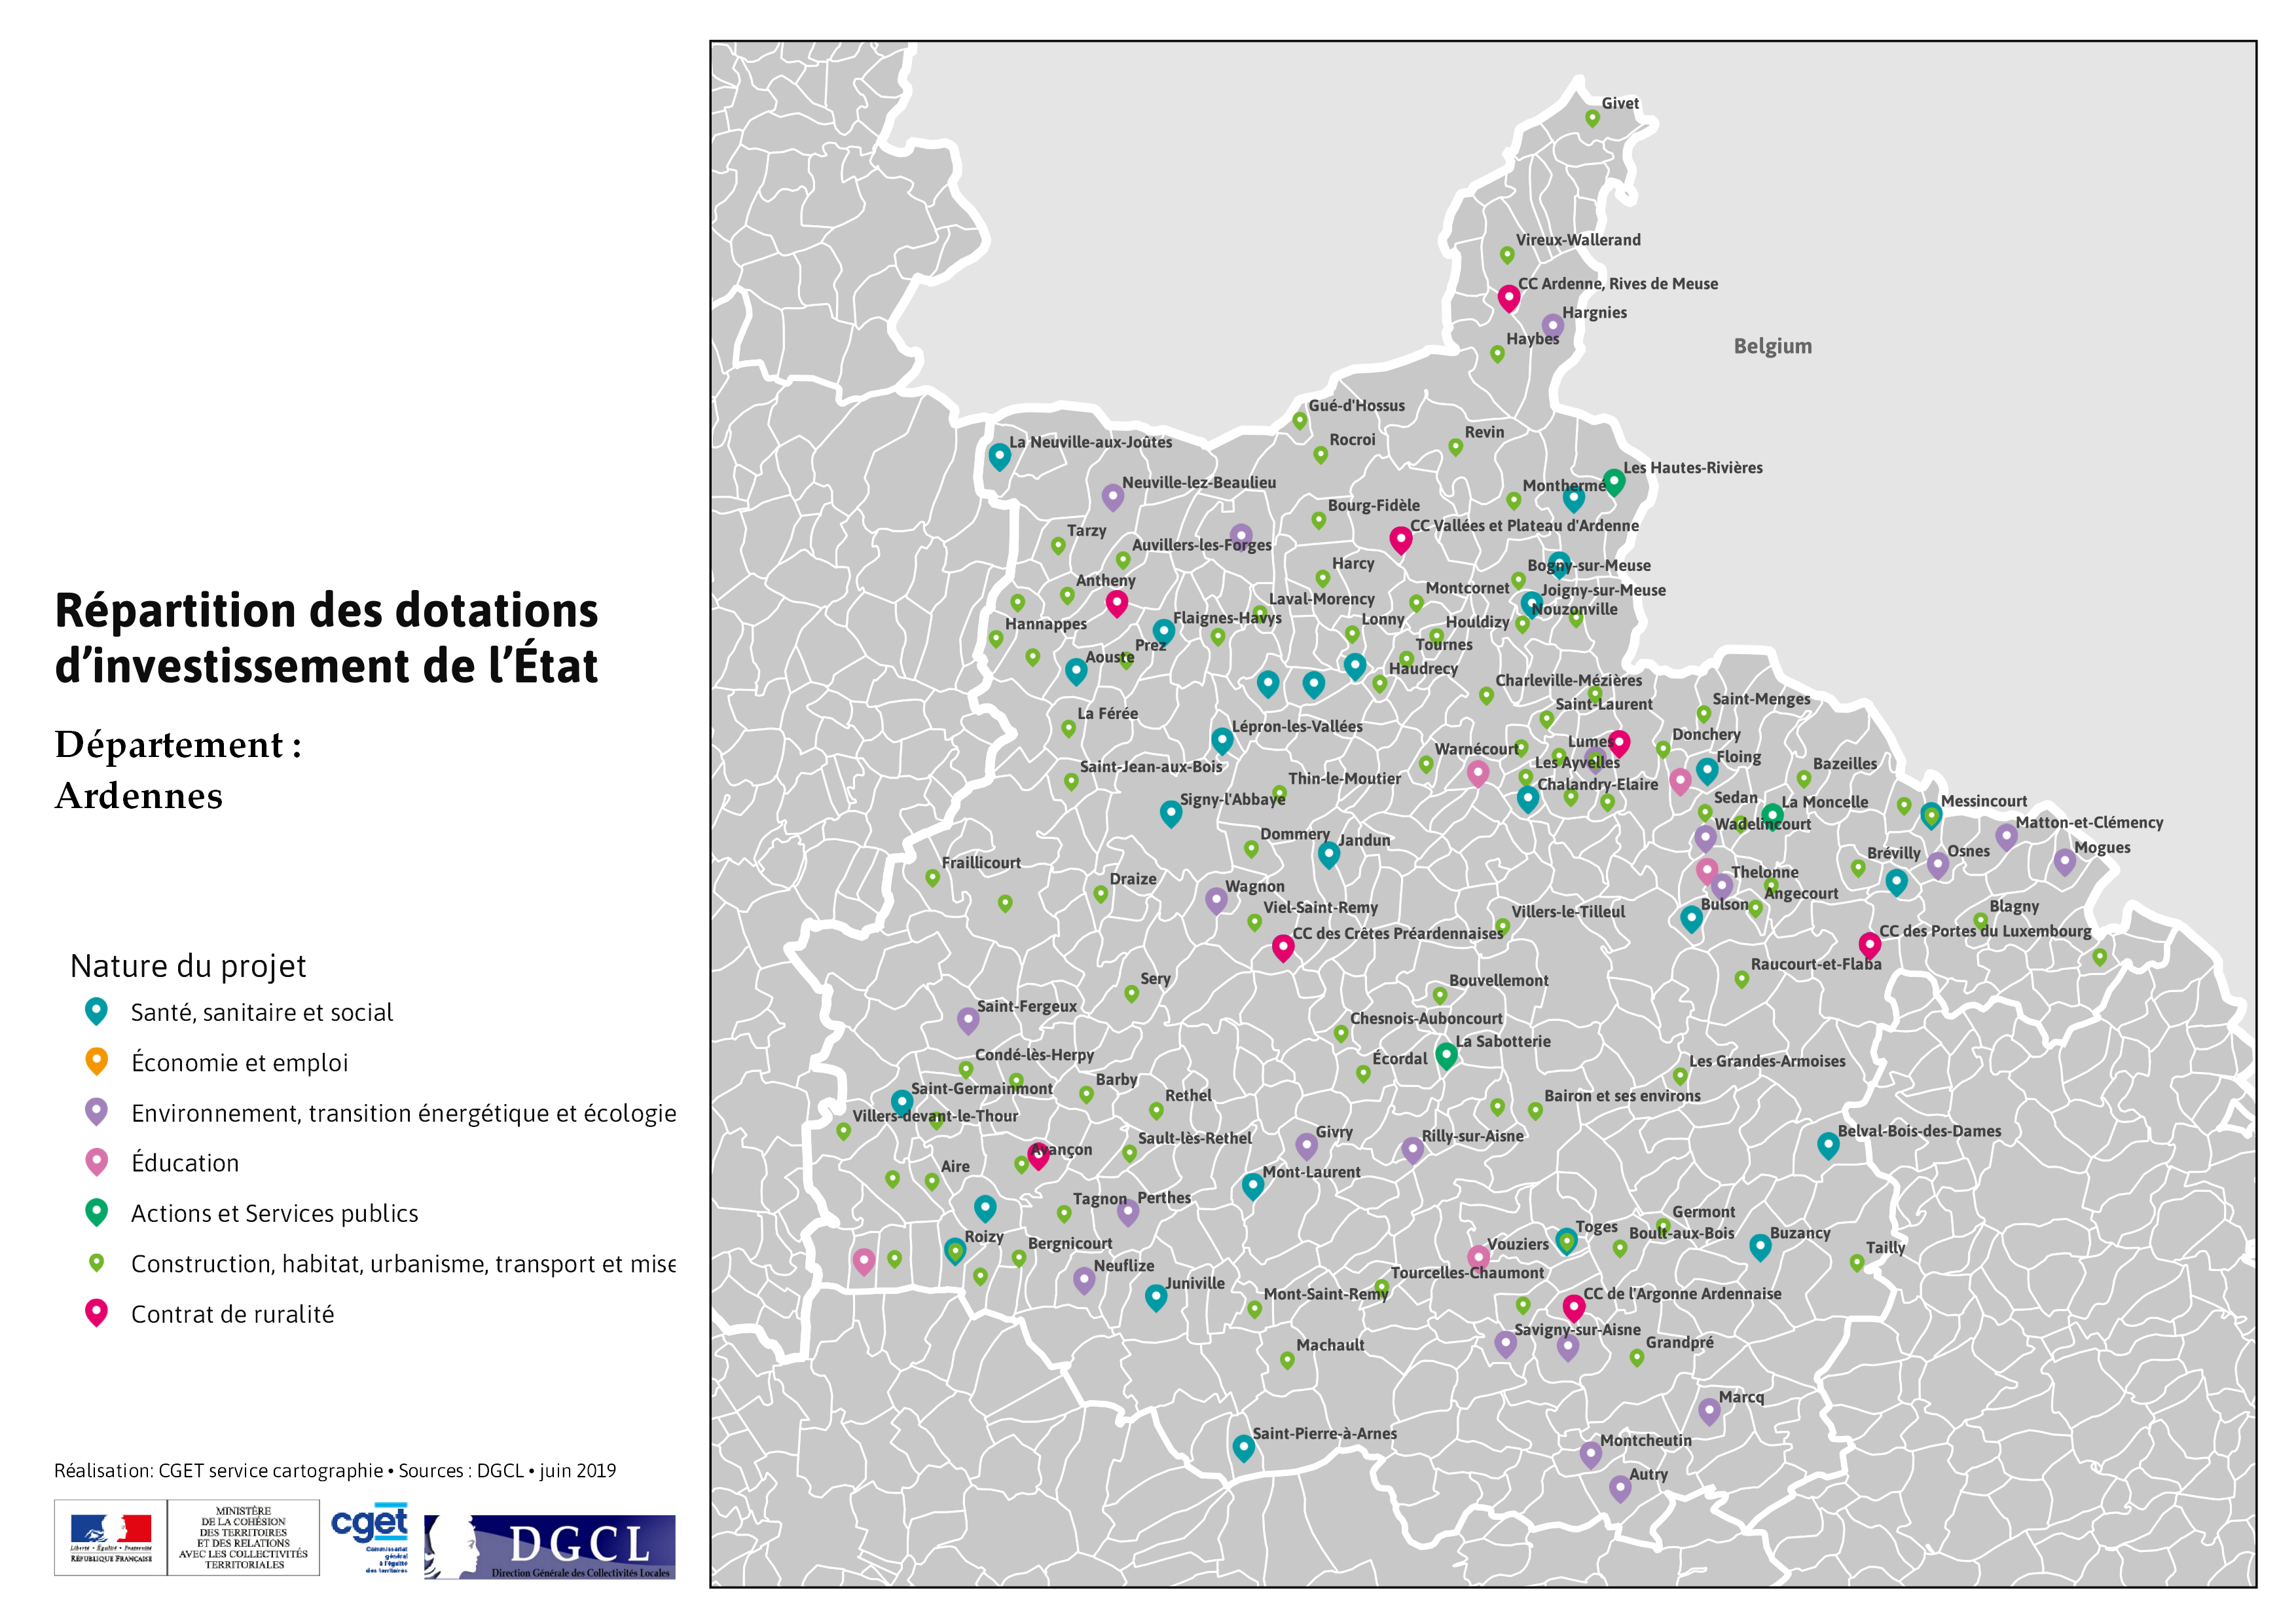 Répartition des dotations
d'investissement de l'État
Département :
Ardennes
Nature du projet
Santé, sanitaire et social
Économie et emploi
Environnement, transition énergétique et écologie
Éducation
Actions et Services publics
Construction, habitat, urbanisme, transport et mise
Contrat de ruralité
Réalisation: CGET service cartographie • Sources : DGCL • juin 2019
Liberté • Égalité • Fraternité
RÉPUBLIQUE FRANÇAISE
MINISTÈRE
DE LA COHÉSION
DES TERRITOIRES
ET DES RELATIONS
AVEC LES COLLECTIVITÉS
TERRITORIALES
cget
Commissariat
général
à l'égalité
des territoires
DGCL
Direction Générale des Collectivités Locales
Givet
Vireux-Wallerand
CC Ardenne, Rives de Meuse
Hargnies
Haybes
Belgium
Gué-d'Hossus
Rocroi
Revin
La Neuville-aux-Joûtes
Les Hautes-Rivières
Neuville-lez-Beaulieu
Monthermé
Bourg-Fidèle
CC Vallées et Plateau d'Ardenne
Tarzy
Auvillers-les-Forges
Harcy
Bogny-sur-Meuse
Antheny
Montcornet
Joigny-sur-Meuse
Laval-Morency
Nouzonville
Hannappes
Flaignes-Havys
Lonny
Houldizy
Prez
Tournes
Aouste
Haudrecy
Charleville-Mézières
Saint-Laurent
Saint-Menges
La Férée
Lépron-les-Vallées
Donchery
Lumes
Warnécourt
Floing
Les Ayvelles
Bazeilles
Saint-Jean-aux-Bois
Thin-le-Moutier
Chalandry-Elaire
Signy-l'Abbaye
Sedan
La Moncelle
Messincourt
Wadelincourt
Matton-et-Clémency
Dommery
Jandun
Mogues
Brévilly
Osnes
Fraillicourt
Thelonne
Draize
Wagnon
Angecourt
Bulson
Viel-Saint-Remy
Villers-le-Tilleul
Blagny
CC des Crêtes Préardennaises
CC des Portes du Luxembourg
Raucourt-et-Flaba
Sery
Bouvellemont
Saint-Fergeux
Chesnois-Auboncourt
La Sabotterie
Condé-lès-Herpy
Écordal
Les Grandes-Armoises
Barby
Saint-Germainmont
Rethel
Bairon et ses environs
Villers-devant-le-Thour
Givry
Rilly-sur-Aisne
Belval-Bois-des-Dames
Sault-lès-Rethel
Avançon
Aire
Mont-Laurent
Tagnon
Perthes
Germont
Toges
Boult-aux-Bois
Buzancy
Roizy
Bergnicourt
Vouziers
Tailly
Neuflize
Tourcelles-Chaumont
Juniville
Mont-Saint-Remy
CC de l'Argonne Ardennaise
Savigny-sur-Aisne
Machault
Grandpré
Marcq
Saint-Pierre-à-Arnes
Montcheutin
Autry